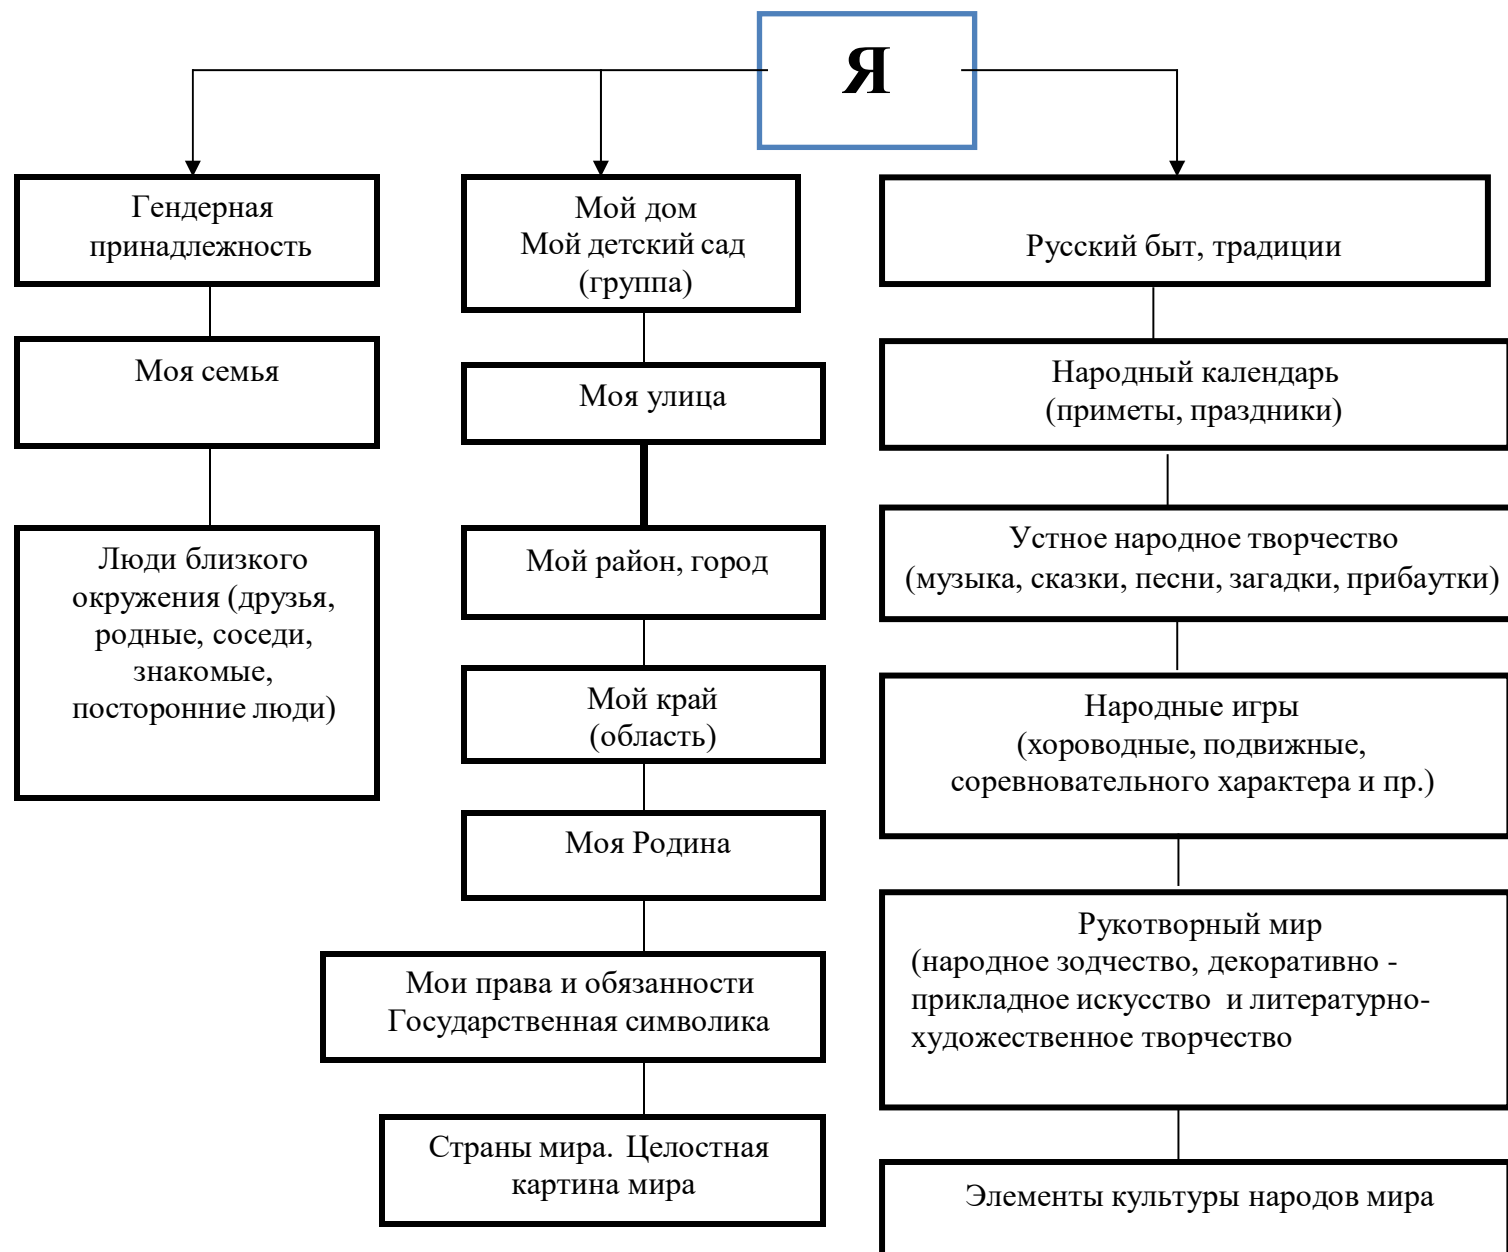 Я
Гендерная
принадлежность
Моя семья
Люди близкого
окружения (друзья,
родные, соседи,
знакомые,
посторонние люди)
Мой дом
Мой детский сад
(группа)
Моя улица
Мой район, город
Мой край
(область)
Моя Родина
Мои права и обязанности
Государственная символика
Страны мира. Целостная
картина мира
Русский быт, традиции
Народный календарь
(приметы, праздники)
Устное народное творчество
(музыка, сказки, песни, загадки, прибаутки)
Народные игры
(хороводные, подвижные,
соревновательного характера и пр.)
Рукотворный мир
(народное зодчество, декоративно -
прикладное искусство и литературно-
художественное творчество
Элементы культуры народов мира